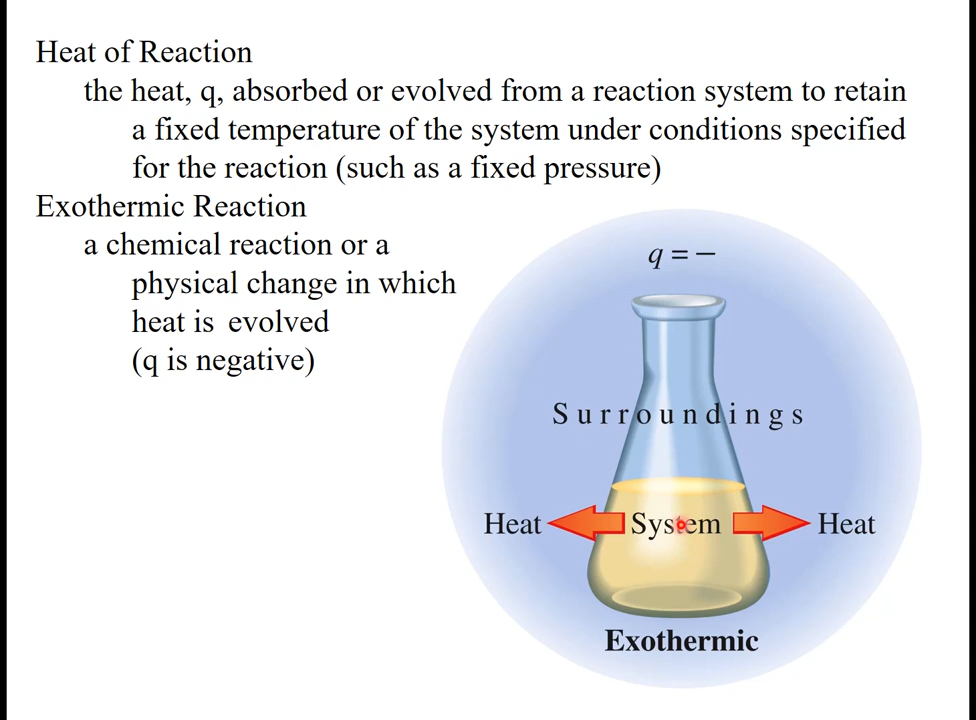 Heat of Reaction
the heat, q, absorbed or evolved from a reaction system to retain
a fixed temperature of the system under conditions specified
for the reaction (such as a fixed pressure)
Exothermic Reaction
a chemical reaction or a
physical change in which
heat is evolved
(q is negative)
q = −
Surroundings
Heat System Heat
Exothermic